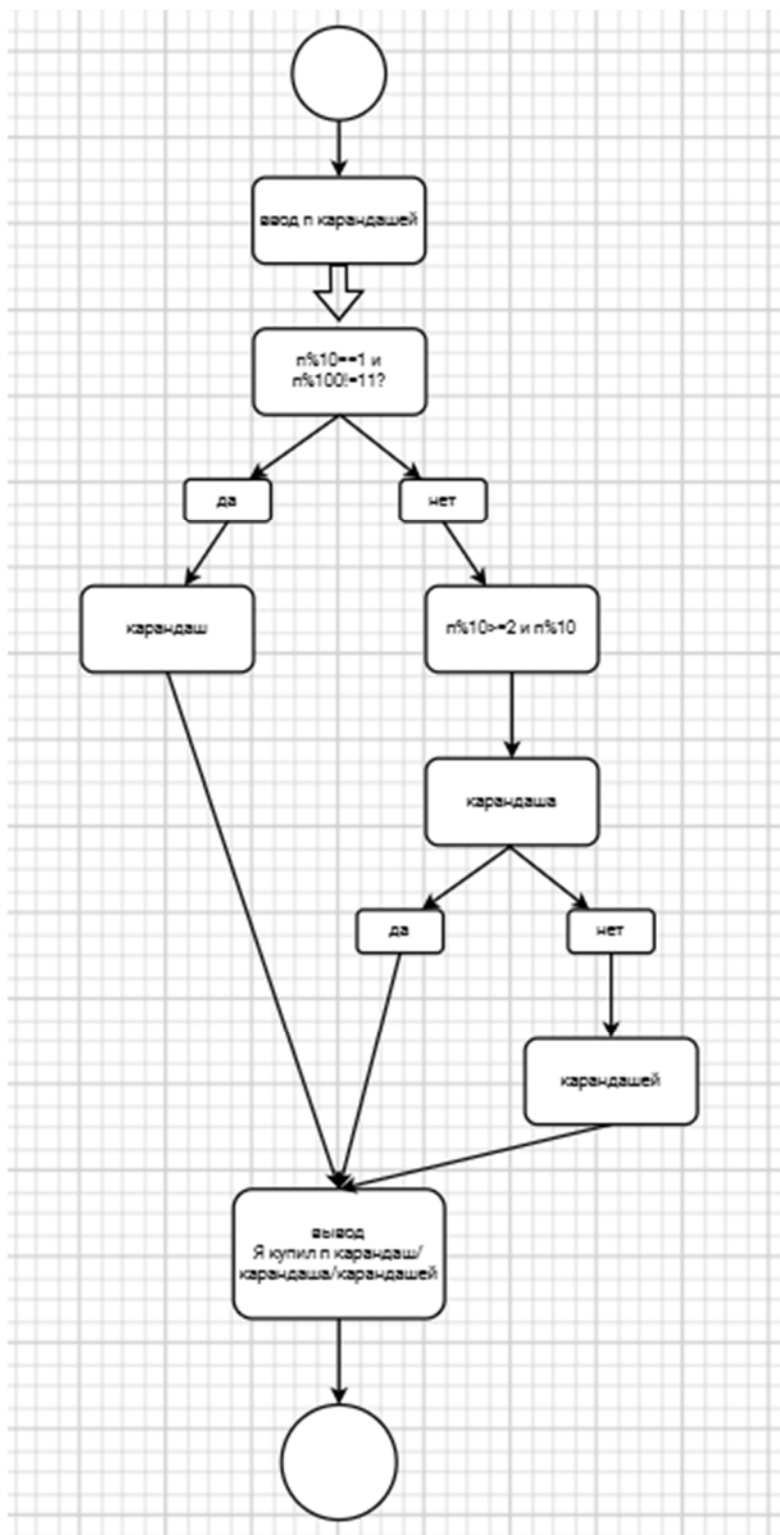 ввод п карандашей
п%10==1 и
п%100!=11?
да
нет
карандаш
п%10>=2 и п%10
карандаша
да
нет
карандашей
вывод
Я купил п карандаш/
карандаша/карандашей